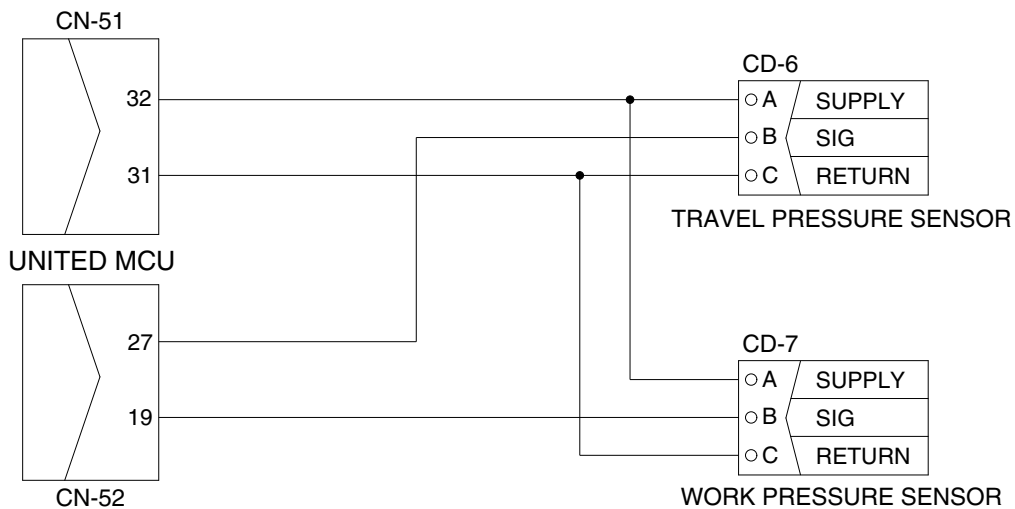 CN-51
32
31
UNITED MCU
27
19
CN-52
CD-6
A SUPPLY
B SIG
C RETURN
TRAVEL PRESSURE SENSOR
CD-7
A SUPPLY
B SIG
C RETURN
WORK PRESSURE SENSOR